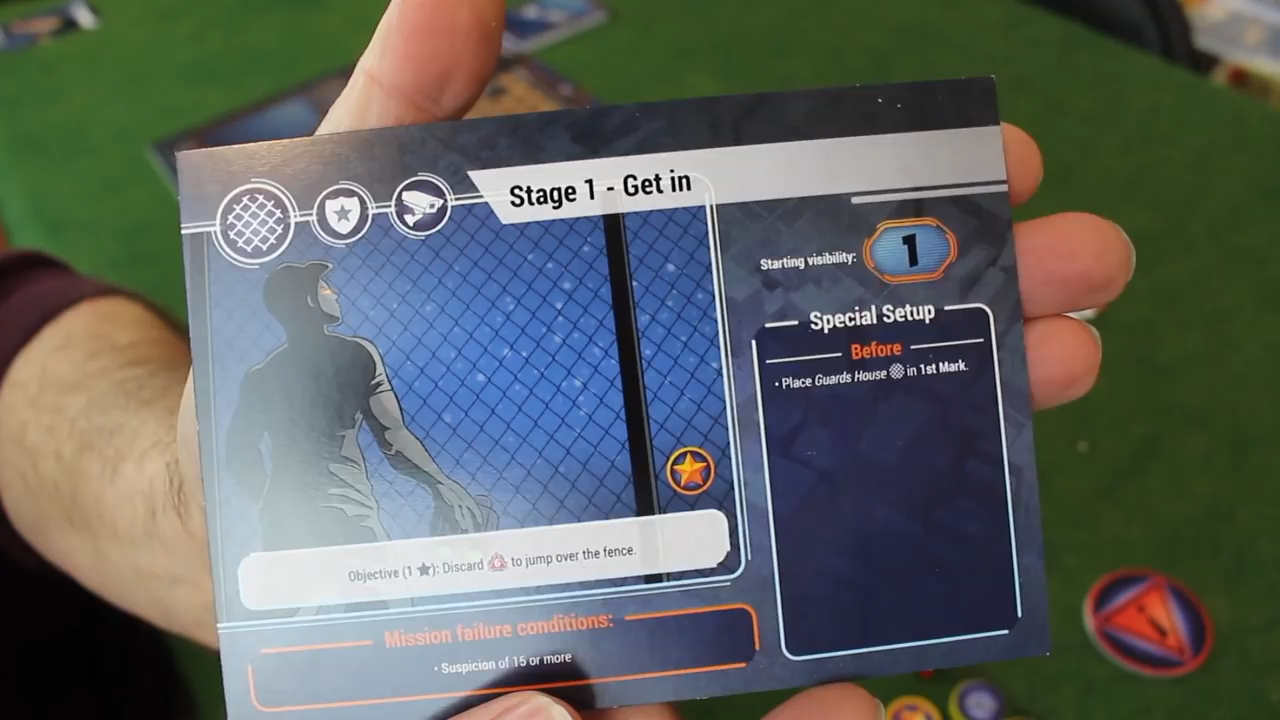 Stage 1 - Get in
Starting visibility: 1
Special Setup
Before
• Place Guards House in 1st Mark.
Objective (1 ★): Discard 6 to jump over the fence.
Mission failure conditions:
• Suspicion of 15 or more